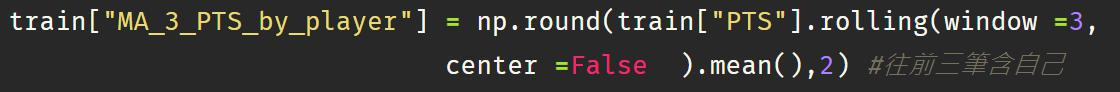 train["MA_3_PTS_by_player"] = np.round(train["PTS"].rolling(window =3,
center =False  ).mean(),2) #往前三筆含自己